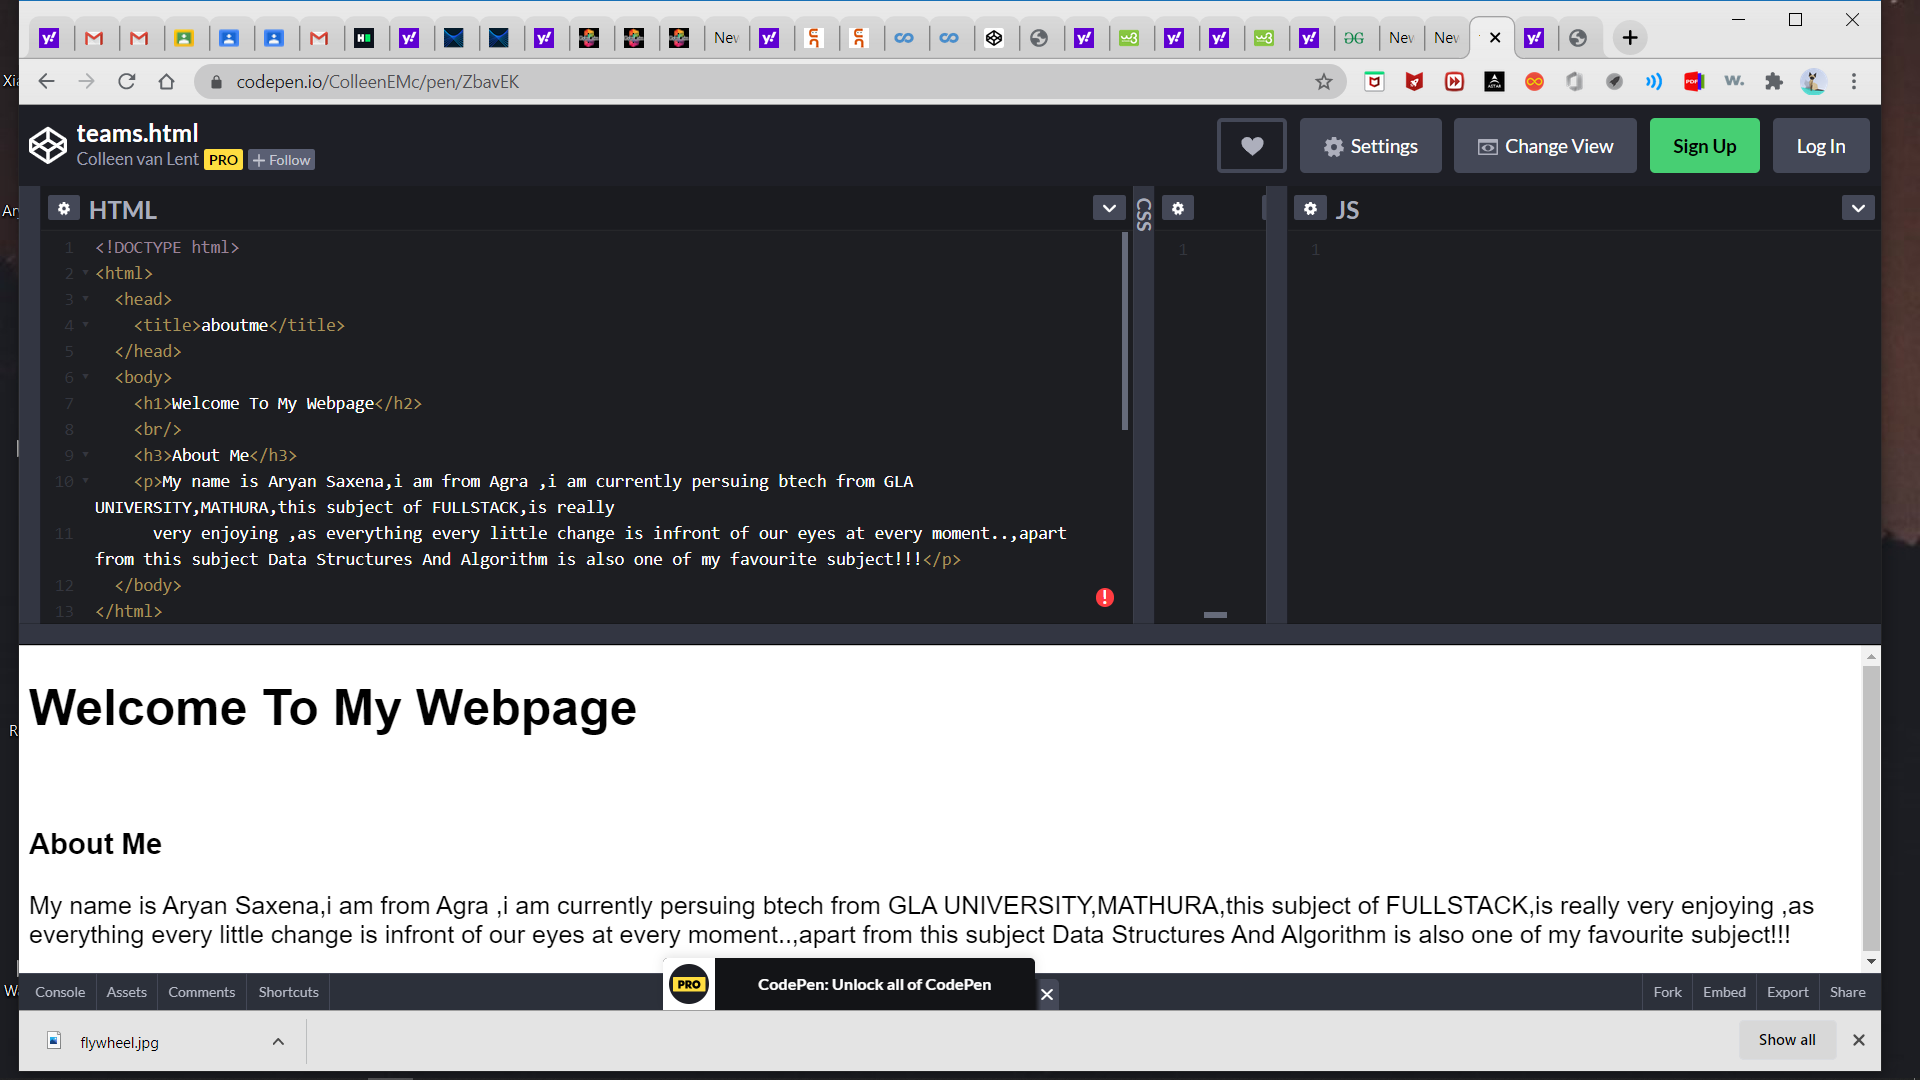 New
New
New
codepen.io/ColleenEMc/pen/ZbavEK
teams.html
Colleen van Lent PRO + Follow
Settings
Change View
Sign Up
Log In
HTML
CSS
JS
1 <!DOCTYPE html>
2 <html>
3 <head>
4 <title>aboutme</title>
5 </head>
6 <body>
7 <h1>Welcome To My Webpage</h2>
8 <br/>
9 <h3>About Me</h3>
10 <p>My name is Aryan Saxena,i am from Agra ,i am currently persuing btech from GLA
UNIVERSITY,MATHURA,this subject of FULLSTACK,is really
11 very enjoying ,as everything every little change is infront of our eyes at every moment..,apart
from this subject Data Structures And Algorithm is also one of my favourite subject!!!</p>
12 </body>
13 </html>
1
1
Welcome To My Webpage
About Me
My name is Aryan Saxena,i am from Agra ,i am currently persuing btech from GLA UNIVERSITY,MATHURA,this subject of FULLSTACK,is really very enjoying ,as
everything every little change is infront of our eyes at every moment..,apart from this subject Data Structures And Algorithm is also one of my favourite subject!!!
Console
Assets
Comments
Shortcuts
PRO
CodePen: Unlock all of CodePen
Fork
Embed
Export
Share
flywheel.jpg
Show all